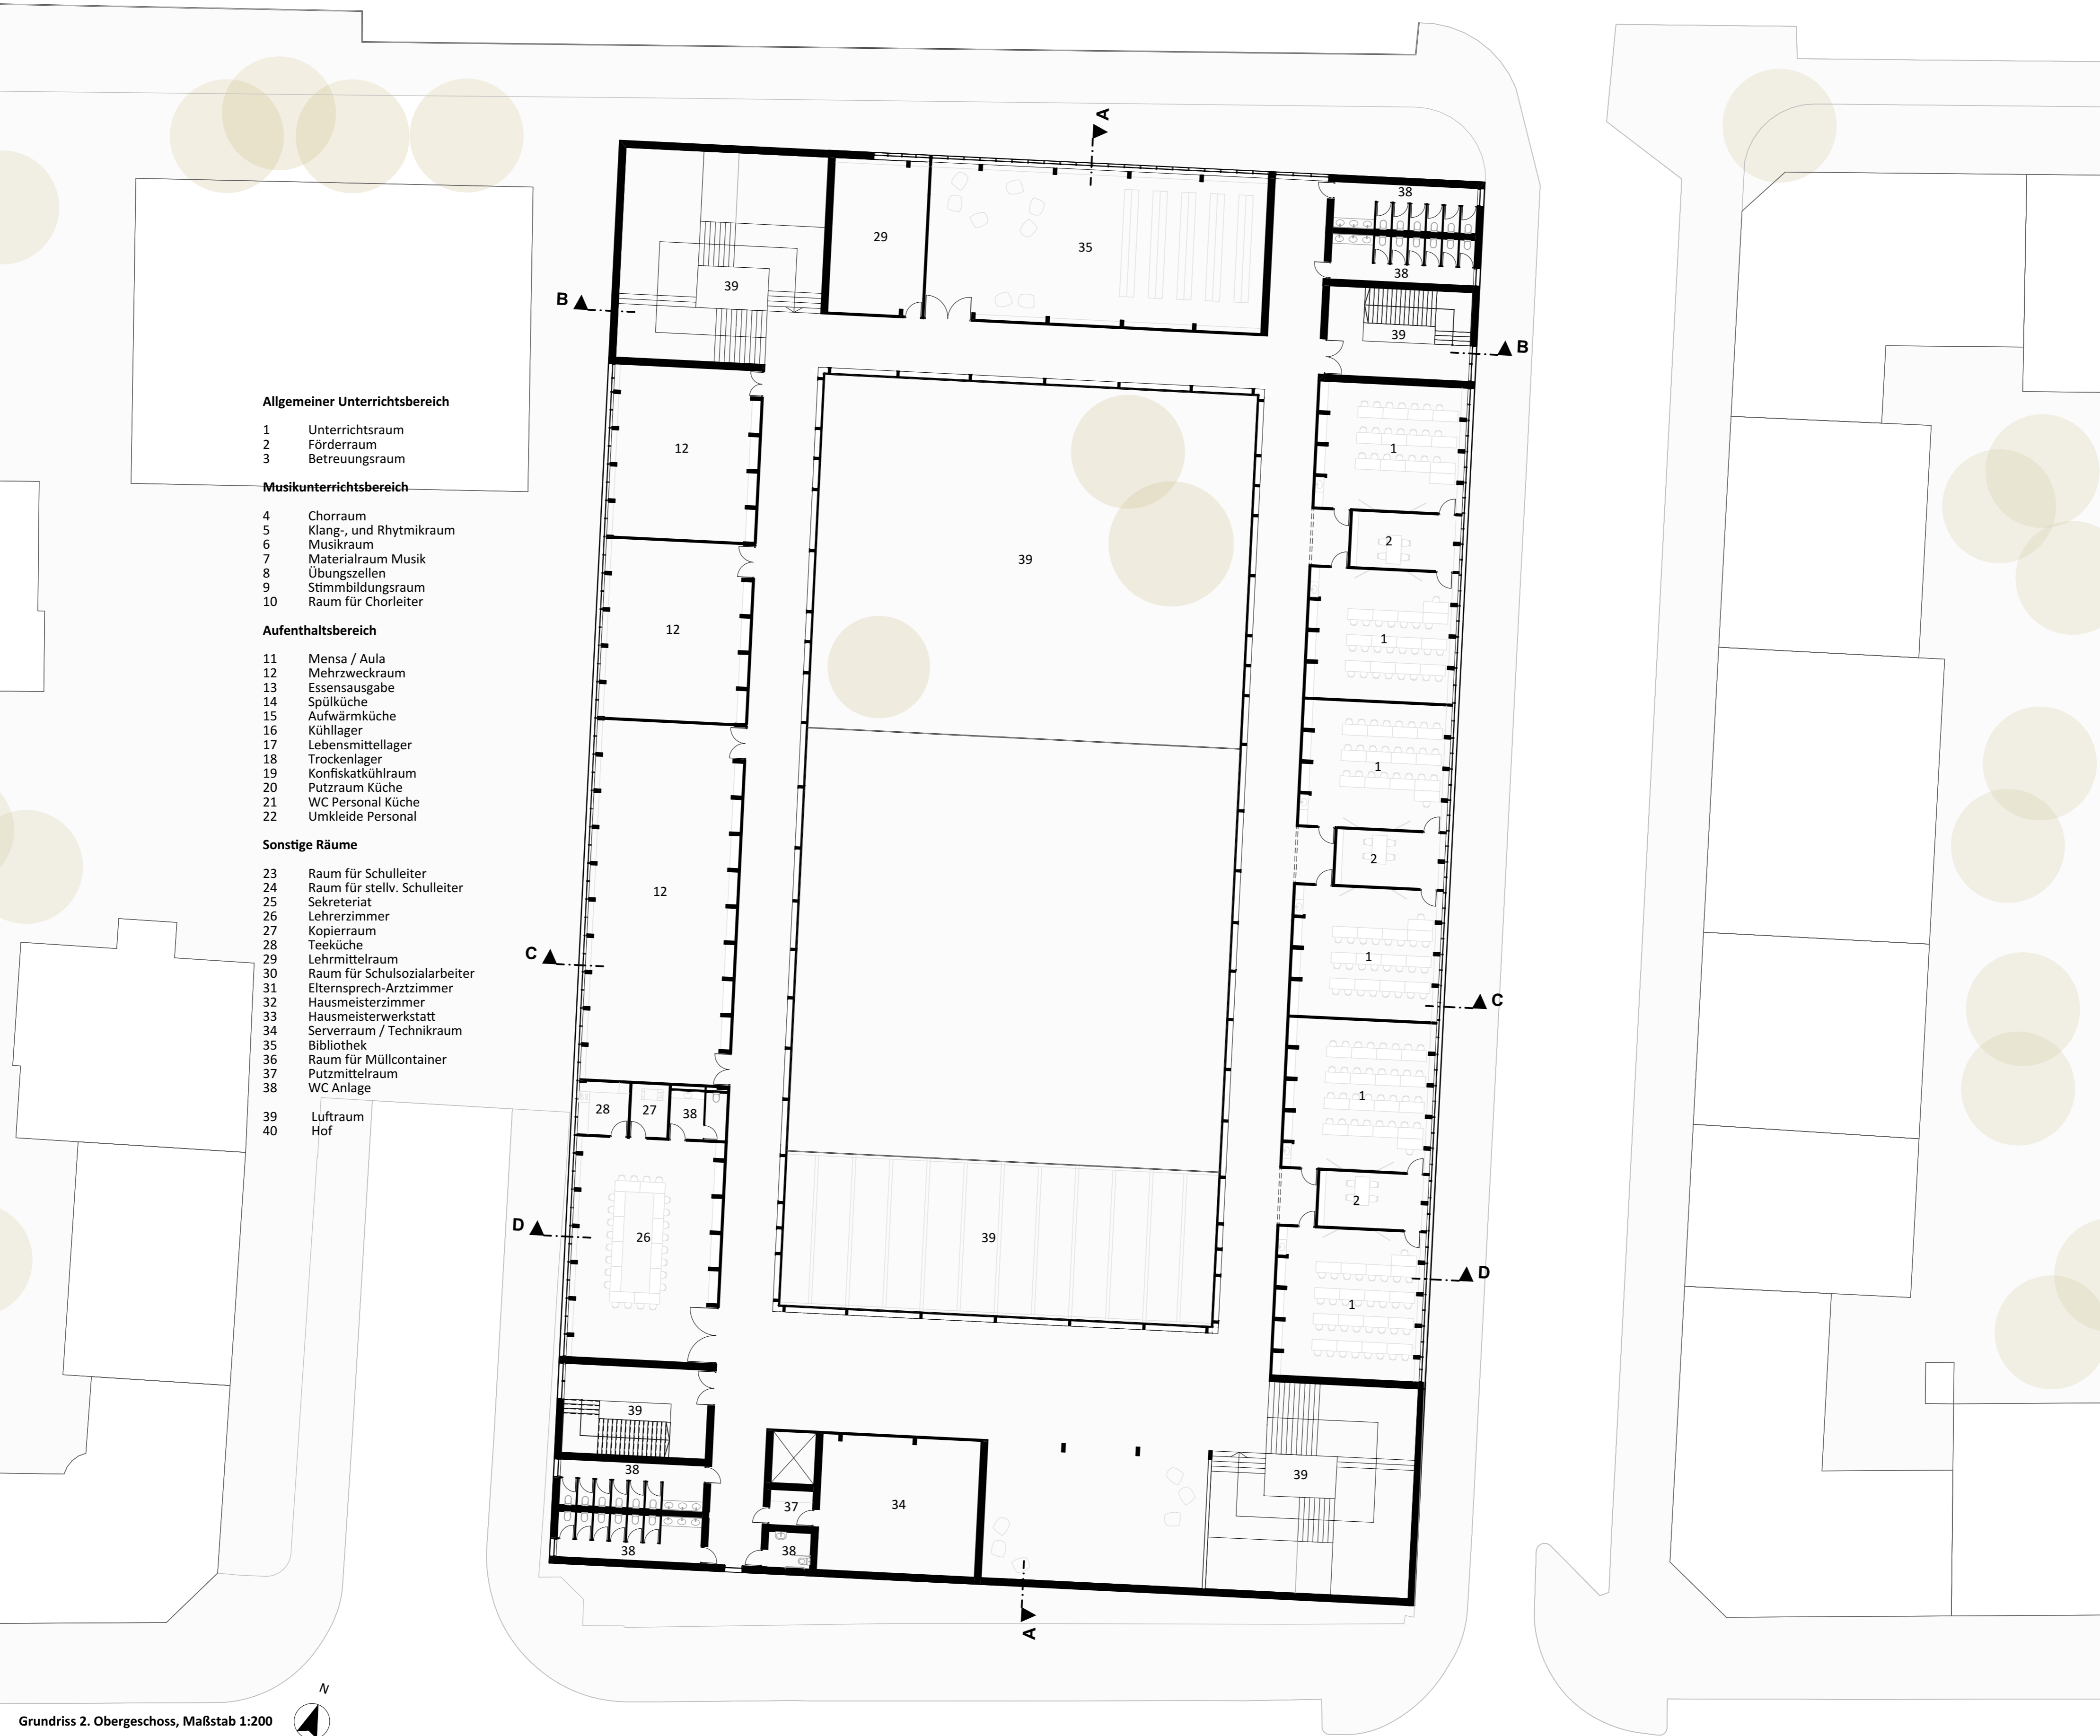 A
38
29
35
38
39
B
39
B
12
1
2
39
12
1
1
2
12
1
C
C
1
28
27
38
2
D
26
39
D
1
39
38
39
37
34
38
38
A
Allgemeiner Unterrichtsbereich
1 Unterrichtsraum
2 Förderraum
3 Betreuungsraum
Musikunterrichtsbereich
4 Chorraum
5 Klang-, und Rhytmikraum
6 Musikraum
7 Materialraum Musik
8 Übungszellen
9 Stimmbildungsraum
10 Raum für Chorleiter
Aufenthaltsbereich
11 Mensa / Aula
12 Mehrzweckraum
13 Essensausgabe
14 Spülküche
15 Aufwärmküche
16 Kühllager
17 Lebensmittellager
18 Trockenlager
19 Konfiskatkühlraum
20 Putzraum Küche
21 WC Personal Küche
22 Umkleide Personal
Sonstige Räume
23 Raum für Schulleiter
24 Raum für stellv. Schulleiter
25 Sekreteriat
26 Lehrerzimmer
27 Kopierraum
28 Teeküche
29 Lehrmittelraum
30 Raum für Schulsozialarbeiter
31 Elternsprech-Arztzimmer
32 Hausmeisterzimmer
33 Hausmeisterwerkstatt
34 Serverraum / Technikraum
35 Bibliothek
36 Raum für Müllcontainer
37 Putzmittelraum
38 WC Anlage
39 Luftraum
40 Hof
N
Grundriss 2. Obergeschoss, Maßstab 1:200